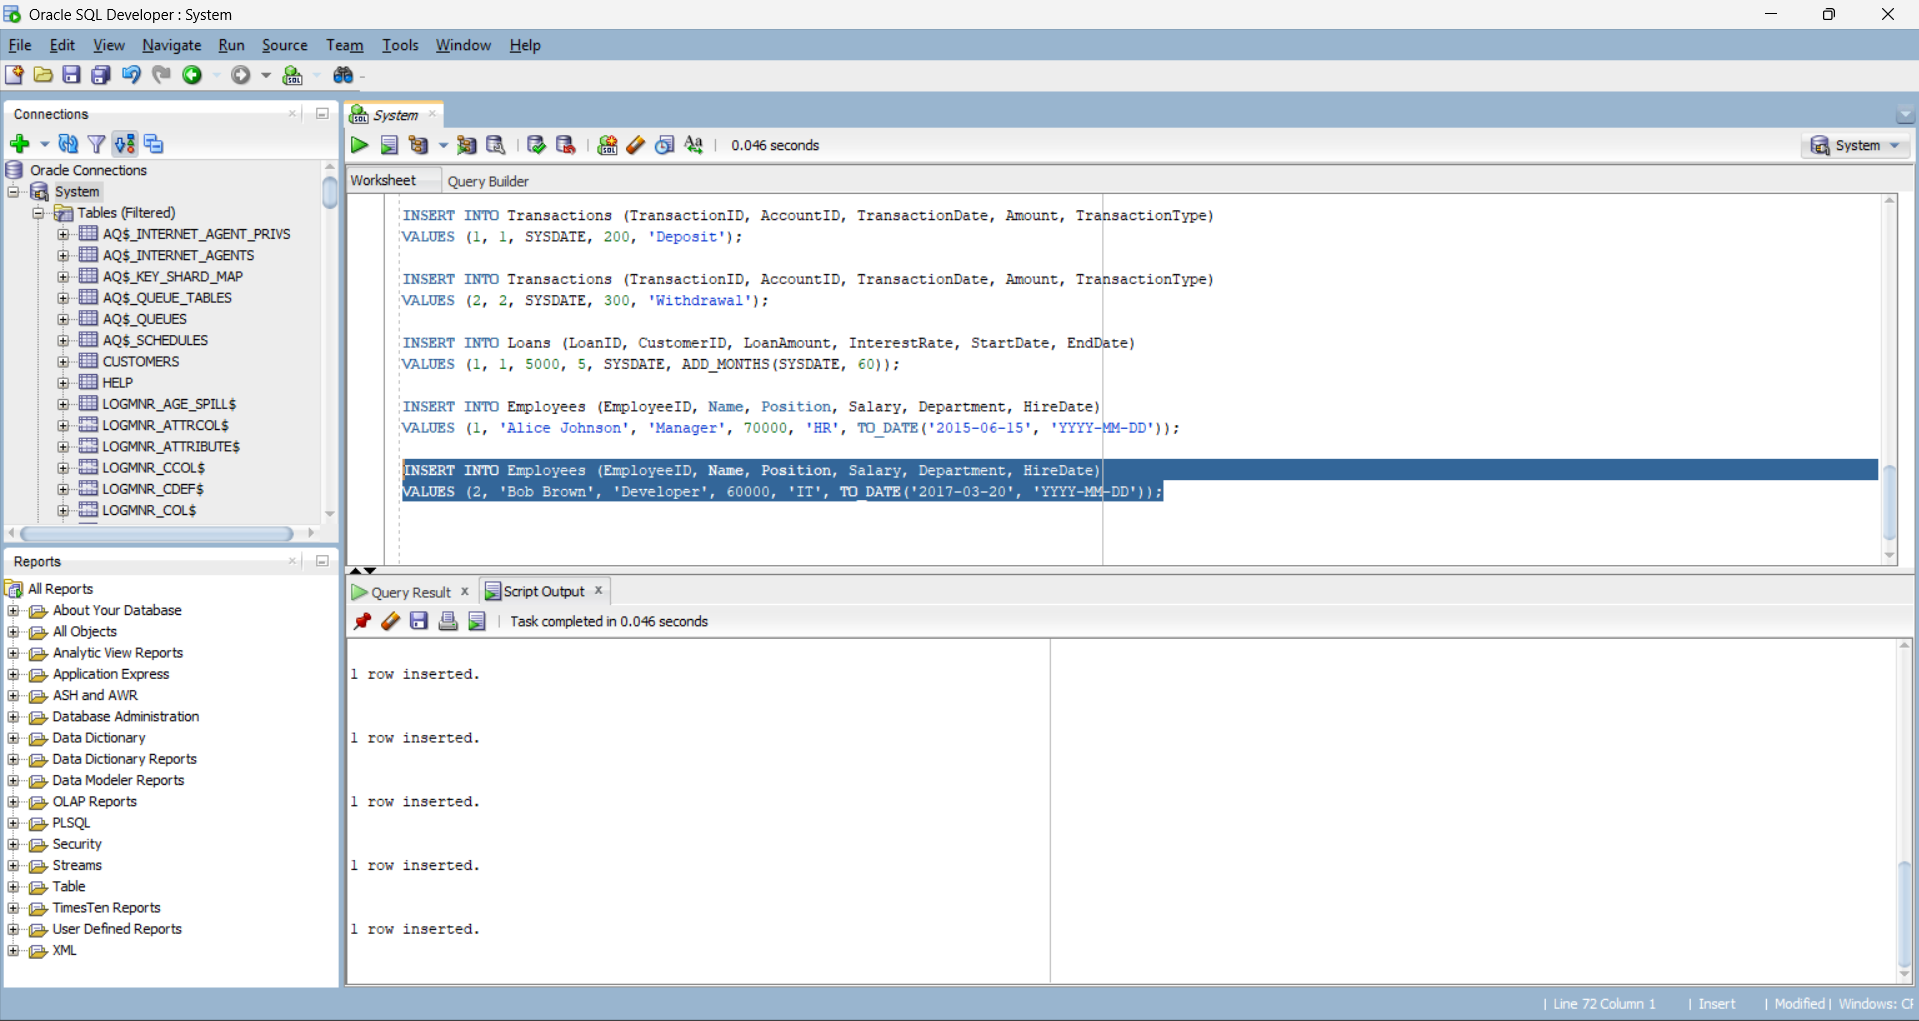 Oracle SQL Developer : System
File Edit View Navigate Run Source Team Tools Window Help
Connections
Oracle Connections
System
Tables (Filtered)
AQ$_INTERNET_AGENT_PRIVS
AQ$_INTERNET_AGENTS
AQ$_KEY_SHARD_MAP
AQ$_QUEUE_TABLES
AQ$_QUEUES
AQ$_SCHEDULES
CUSTOMERS
HELP
LOGMNR_AGE_SPILL$
LOGMNR_ATTRCOL$
LOGMNR_ATTRIBUTE$
LOGMNR_CCOL$
LOGMNR_CDEF$
LOGMNR_COL$
Reports
All Reports
About Your Database
All Objects
Analytic View Reports
Application Express
ASH and AWR
Database Administration
Data Dictionary
Data Dictionary Reports
Data Modeler Reports
OLAP Reports
PLSQL
Security
Streams
Table
TimesTen Reports
User Defined Reports
XML
System
0.046 seconds
System
Worksheet Query Builder
INSERT INTO Transactions (TransactionID, AccountID, TransactionDate, Amount, TransactionType)
VALUES (1, 1, SYSDATE, 200, 'Deposit');
INSERT INTO Transactions (TransactionID, AccountID, TransactionDate, Amount, TransactionType)
VALUES (2, 2, SYSDATE, 300, 'Withdrawal');
INSERT INTO Loans (LoanID, CustomerID, LoanAmount, InterestRate, StartDate, EndDate)
VALUES (1, 1, 5000, 5, SYSDATE, ADD_MONTHS(SYSDATE, 60));
INSERT INTO Employees (EmployeeID, Name, Position, Salary, Department, HireDate)
VALUES (1, 'Alice Johnson', 'Manager', 70000, 'HR', TO_DATE('2015-06-15', 'YYYY-MM-DD'));
INSERT INTO Employees (EmployeeID, Name, Position, Salary, Department, HireDate)
VALUES (2, 'Bob Brown', 'Developer', 60000, 'IT', TO_DATE('2017-03-20', 'YYYY-MM-DD'));
Query Result Script Output
Task completed in 0.046 seconds
1 row inserted.
1 row inserted.
1 row inserted.
1 row inserted.
1 row inserted.
Line 72 Column 1 | Insert | Modified | Windows: